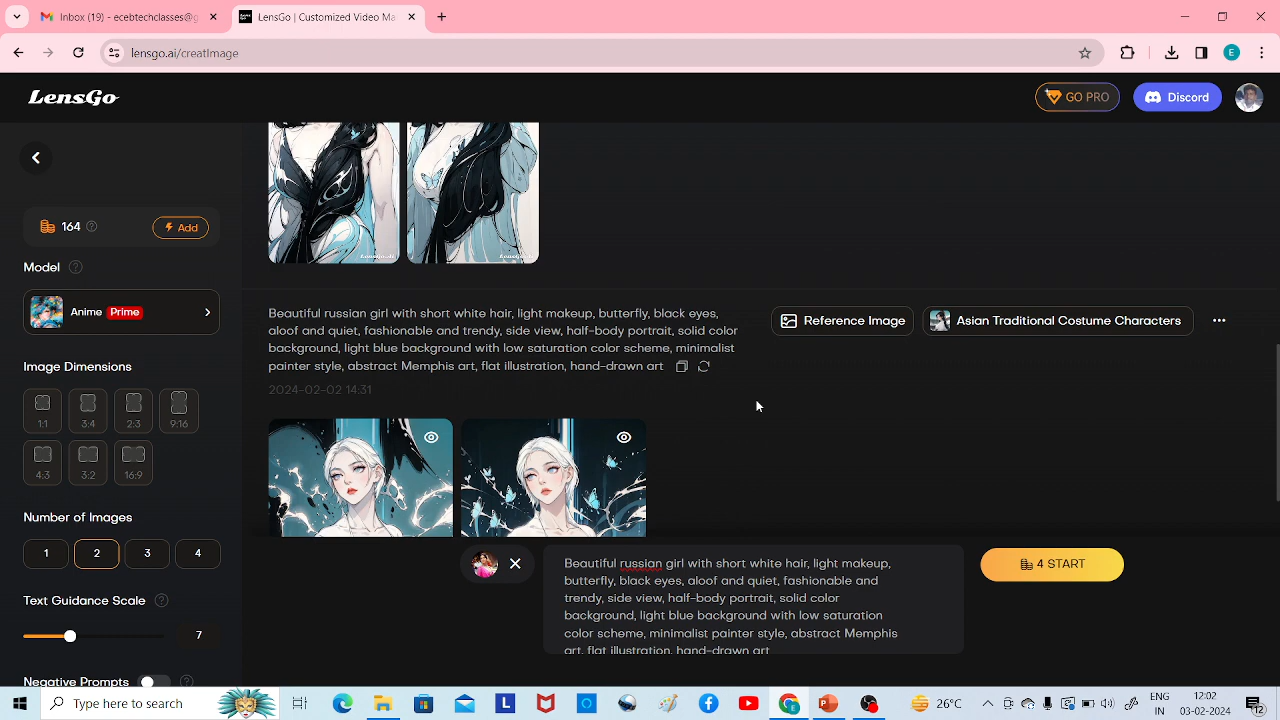 Inbox (19) - ecebtecnotes@g
LensGo | Customized Video Ma
lensgo.ai/creatImage
E
LensGo
GO PRO
Discord
164
Add
Model
Anime Prime
Image Dimensions
1:1
3:4
2:3
9:16
4:3
3:2
16:9
Number of Images
1
2
3
4
Text Guidance Scale
7
Negative Prompts
LensGo.Ai
LensGo.Ai
Beautiful russian girl with short white hair, light makeup, butterfly, black eyes,
aloof and quiet, fashionable and trendy, side view, half-body portrait, solid color
background, light blue background with low saturation color scheme, minimalist
painter style, abstract Memphis art, flat illustration, hand-drawn art
2024-02-02 14:31
Reference Image
Asian Traditional Costume Characters
Beautiful russian girl with short white hair, light makeup,
butterfly, black eyes, aloof and quiet, fashionable and
trendy, side view, half-body portrait, solid color
background, light blue background with low saturation
color scheme, minimalist painter style, abstract Memphis
art, flat illustration, hand-drawn art
4 START
Type here to search
26°C
ENG
IN
12:02
03-02-2024